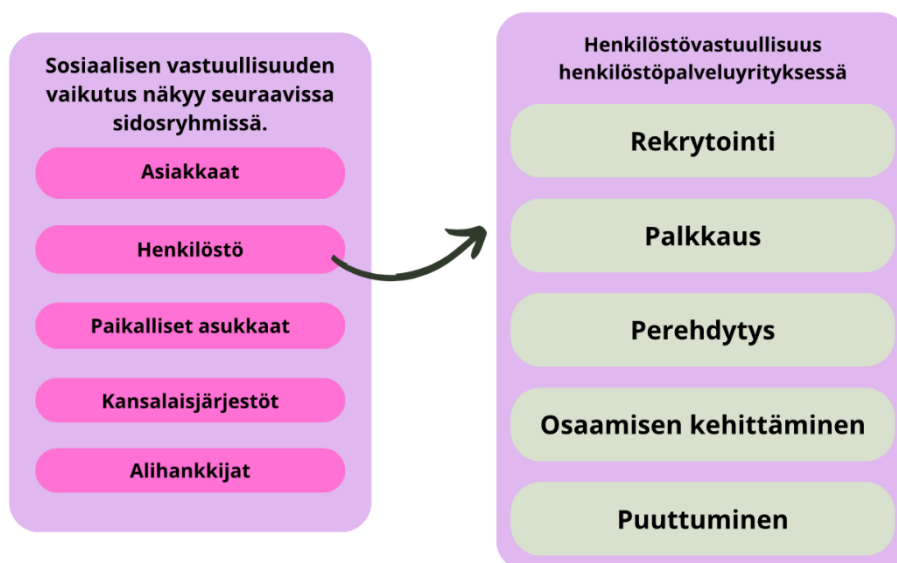 Sosiaalisen vastuullisuuden
vaikutus näkyy seuraavissa
sidosryhmissä.
Asiakkaat
Henkilöstö
Paikalliset asukkaat
Kansalaisjärjestöt
Alihankkijat
Henkilöstövastuullisuus
henkilöstöpalveluyrityksessä
Rekrytointi
Palkkaus
Perehdytys
Osaamisen kehittäminen
Puuttuminen